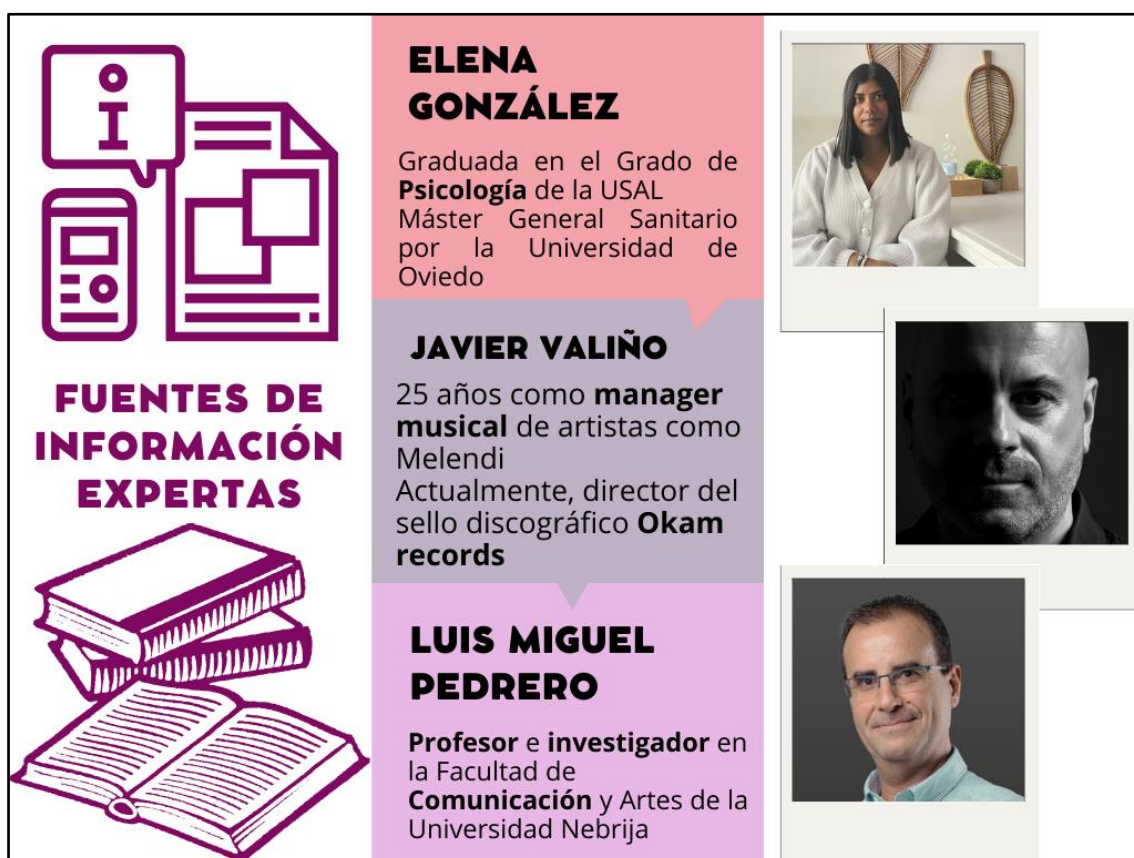 FUENTES DE
INFORMACIÓN
EXPERTAS
ELENA
GONZÁLEZ
Graduada en el Grado de
Psicología de la USAL
Máster General Sanitario
por la Universidad de
Oviedo
JAVIER VALIÑO
25 años como manager
musical de artistas como
Melendi
Actualmente, director del
sello discográfico Okam
records
LUIS MIGUEL
PEDRERO
Profesor e investigador en
la Facultad de
Comunicación y Artes de la
Universidad Nebrija